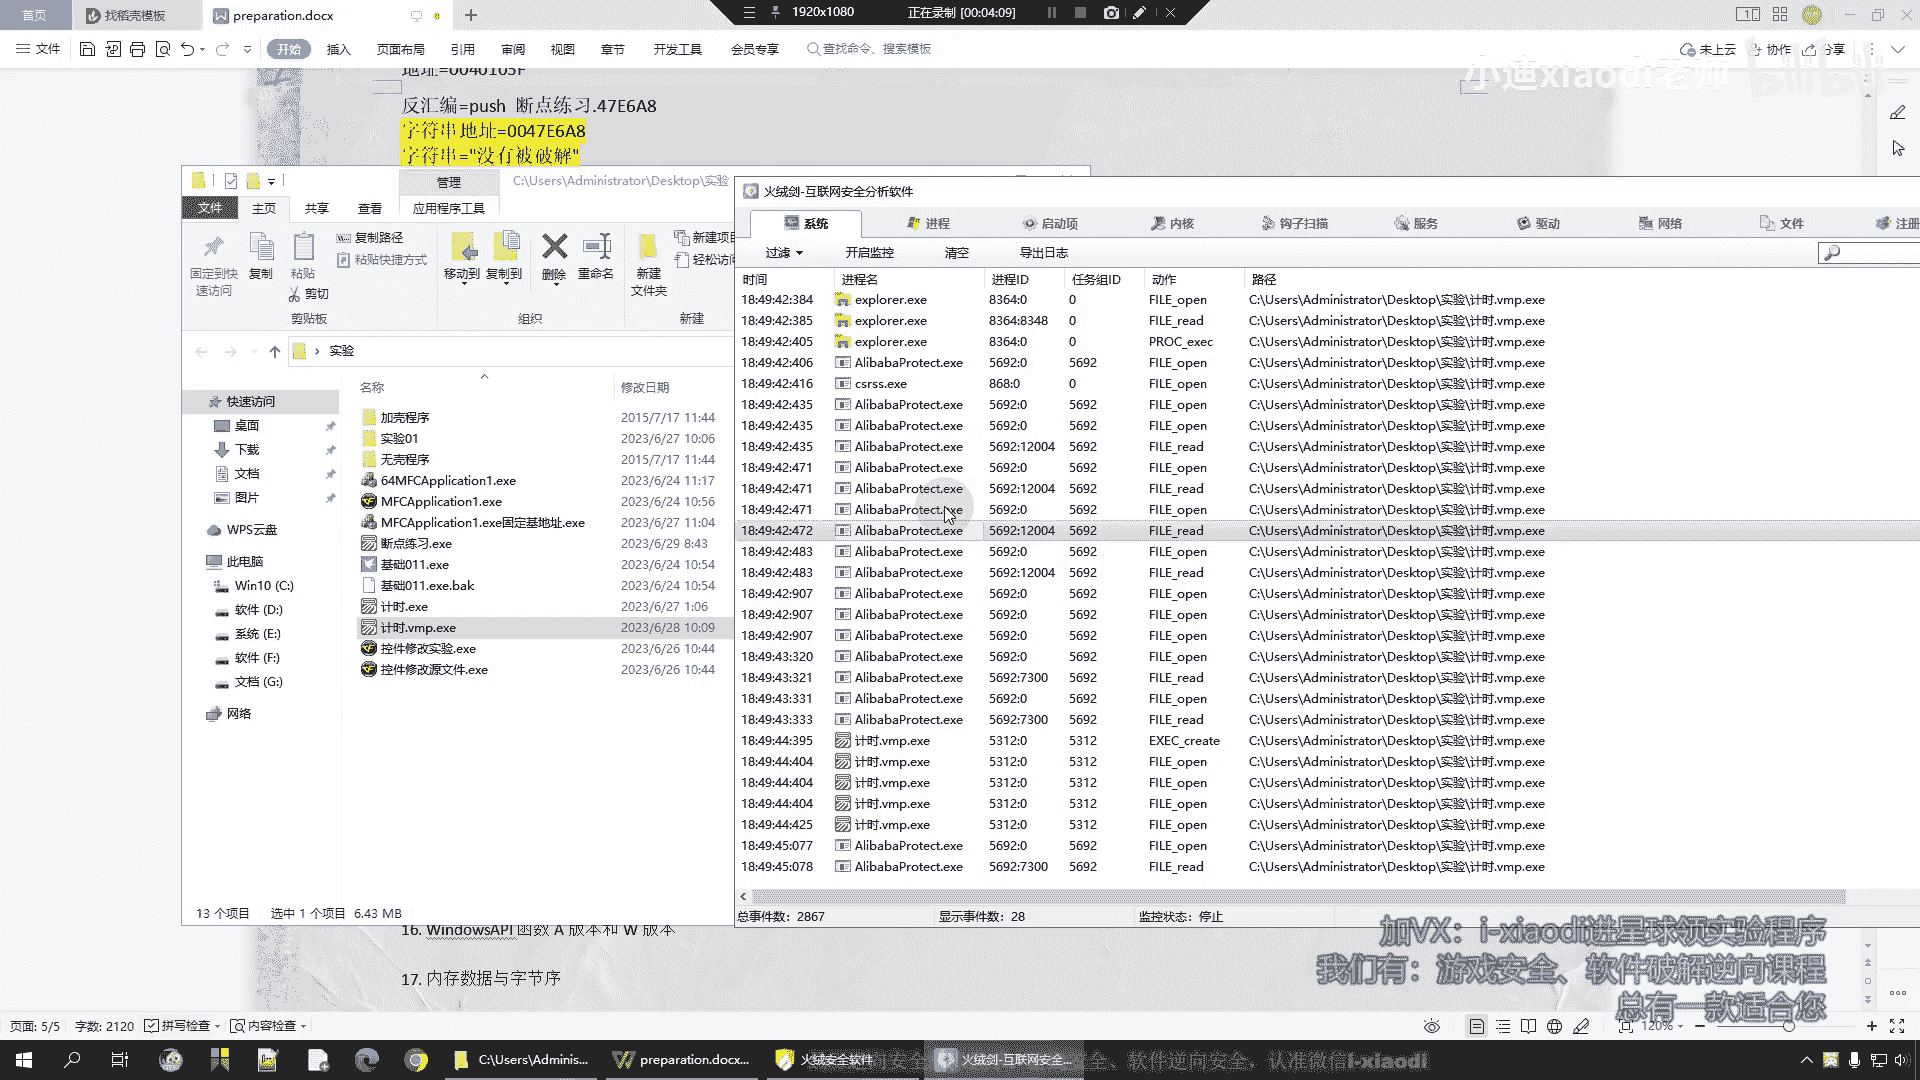 首页
找稻壳模板
preparation.docx
1920x1080
正在录制 [00:04:09]
文件
开始
插入
页面布局
引用
审阅
视图
章节
开发工具
会员专享
查找命令、搜索模板
未上云
协作
分享
小迪xiaodi老师
bilibili
地址=0040105F
反汇编=push 断点练习.47E6A8
字符串地址=0047E6A8
字符串="没有被破解"
管理
C:\Users\Administrator\Desktop\实验
文件
主页
共享
查看
应用程序工具
固定到快速访问
复制
粘贴
复制路径
粘贴快捷方式
剪切
移动到
复制到
删除
重命名
新建文件夹
新建项目
轻松访问
剪贴板
组织
新建
实验
名称
修改日期
快速访问
桌面
下载
文档
图片
WPS云盘
此电脑
Win10 (C:)
软件 (D:)
系统 (E:)
软件 (F:)
文档 (G:)
网络
加壳程序 2015/7/17 11:44
实验01 2023/6/27 10:06
无壳程序 2015/7/17 11:44
64MFCApplication1.exe 2023/6/24 11:17
MFCApplication1.exe 2023/6/24 10:56
MFCApplication1.exe固定基地址.exe 2023/6/27 11:04
断点练习.exe 2023/6/29 8:43
基础011.exe 2023/6/24 10:54
基础011.exe.bak 2023/6/24 10:54
计时.exe 2023/6/27 1:06
计时.vmp.exe 2023/6/28 10:09
控件修改实验.exe 2023/6/26 10:44
控件修改源文件.exe 2023/6/26 10:44
13 个项目 选中 1 个项目 6.43 MB
火绒剑-互联网安全分析软件
系统
进程
启动项
内核
钩子扫描
服务
驱动
网络
文件
注册
过滤
开启监控
清空
导出日志
时间 进程名 进程ID 任务组ID 动作 路径
18:49:42:384 explorer.exe 8364:0 0 FILE_open C:\Users\Administrator\Desktop\实验\计时.vmp.exe
18:49:42:385 explorer.exe 8364:8348 0 FILE_read C:\Users\Administrator\Desktop\实验\计时.vmp.exe
18:49:42:405 explorer.exe 8364:0 0 PROC_exec C:\Users\Administrator\Desktop\实验\计时.vmp.exe
18:49:42:406 AlibabaProtect.exe 5692:0 5692 FILE_open C:\Users\Administrator\Desktop\实验\计时.vmp.exe
18:49:42:416 csrss.exe 868:0 0 FILE_open C:\Users\Administrator\Desktop\实验\计时.vmp.exe
18:49:42:435 AlibabaProtect.exe 5692:0 5692 FILE_open C:\Users\Administrator\Desktop\实验\计时.vmp.exe
18:49:42:435 AlibabaProtect.exe 5692:0 5692 FILE_open C:\Users\Administrator\Desktop\实验\计时.vmp.exe
18:49:42:435 AlibabaProtect.exe 5692:12004 5692 FILE_read C:\Users\Administrator\Desktop\实验\计时.vmp.exe
18:49:42:471 AlibabaProtect.exe 5692:0 5692 FILE_open C:\Users\Administrator\Desktop\实验\计时.vmp.exe
18:49:42:471 AlibabaProtect.exe 5692:12004 5692 FILE_read C:\Users\Administrator\Desktop\实验\计时.vmp.exe
18:49:42:471 AlibabaProtect.exe 5692:0 5692 FILE_open C:\Users\Administrator\Desktop\实验\计时.vmp.exe
18:49:42:472 AlibabaProtect.exe 5692:12004 5692 FILE_read C:\Users\Administrator\Desktop\实验\计时.vmp.exe
18:49:42:483 AlibabaProtect.exe 5692:0 5692 FILE_open C:\Users\Administrator\Desktop\实验\计时.vmp.exe
18:49:42:483 AlibabaProtect.exe 5692:12004 5692 FILE_read C:\Users\Administrator\Desktop\实验\计时.vmp.exe
18:49:42:907 AlibabaProtect.exe 5692:0 5692 FILE_open C:\Users\Administrator\Desktop\实验\计时.vmp.exe
18:49:42:907 AlibabaProtect.exe 5692:0 5692 FILE_open C:\Users\Administrator\Desktop\实验\计时.vmp.exe
18:49:42:907 AlibabaProtect.exe 5692:0 5692 FILE_open C:\Users\Administrator\Desktop\实验\计时.vmp.exe
18:49:43:320 AlibabaProtect.exe 5692:0 5692 FILE_open C:\Users\Administrator\Desktop\实验\计时.vmp.exe
18:49:43:321 AlibabaProtect.exe 5692:7300 5692 FILE_read C:\Users\Administrator\Desktop\实验\计时.vmp.exe
18:49:43:331 AlibabaProtect.exe 5692:0 5692 FILE_open C:\Users\Administrator\Desktop\实验\计时.vmp.exe
18:49:43:333 AlibabaProtect.exe 5692:7300 5692 FILE_read C:\Users\Administrator\Desktop\实验\计时.vmp.exe
18:49:44:395 计时.vmp.exe 5312:0 5312 EXEC_create C:\Users\Administrator\Desktop\实验\计时.vmp.exe
18:49:44:404 计时.vmp.exe 5312:0 5312 FILE_open C:\Users\Administrator\Desktop\实验\计时.vmp.exe
18:49:44:404 计时.vmp.exe 5312:0 5312 FILE_open C:\Users\Administrator\Desktop\实验\计时.vmp.exe
18:49:44:404 计时.vmp.exe 5312:0 5312 FILE_open C:\Users\Administrator\Desktop\实验\计时.vmp.exe
18:49:44:425 计时.vmp.exe 5312:0 5312 FILE_open C:\Users\Administrator\Desktop\实验\计时.vmp.exe
18:49:45:077 AlibabaProtect.exe 5692:0 5692 FILE_open C:\Users\Administrator\Desktop\实验\计时.vmp.exe
18:49:45:078 AlibabaProtect.exe 5692:7300 5692 FILE_read C:\Users\Administrator\Desktop\实验\计时.vmp.exe
总事件数: 2867 显示事件数: 28 监控状态: 停止
16. WindowsAPI 函数 A 版本和 W 版本
17. 内存数据与字节序
加VX：i-xiaodi进星球领实验程序
我们有：游戏安全、软件破解逆向课程
总有一款适合您
页面: 5/5 字数: 2120 拼写检查 内容检查
120%
C:\Users\Adminis...
preparation.docx...
火绒安全软件
火绒剑-互联网安全...
全、软件逆向安全，认准微信i-xiaodi